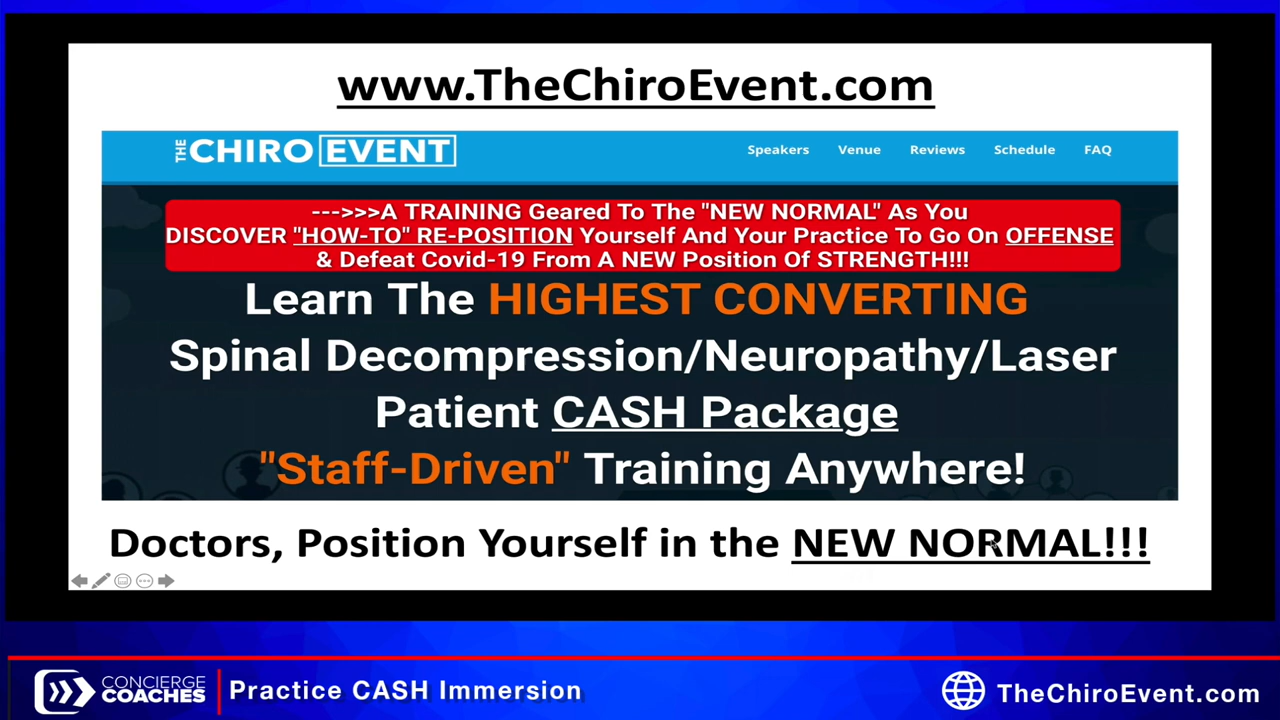 www.TheChiroEvent.com
THE CHIRO EVENT
Speakers Venue Reviews Schedule FAQ
--->>>A TRAINING Geared To The "NEW NORMAL" As You
DISCOVER "HOW-TO" RE-POSITION Yourself And Your Practice To Go On OFFENSE
& Defeat Covid-19 From A NEW Position Of STRENGTH!!!
Learn The HIGHEST CONVERTING
Spinal Decompression/Neuropathy/Laser
Patient CASH Package
"Staff-Driven" Training Anywhere!
Doctors, Position Yourself in the NEW NORMAL!!!
CONCIERGE
COACHES
Practice CASH Immersion
TheChiroEvent.com